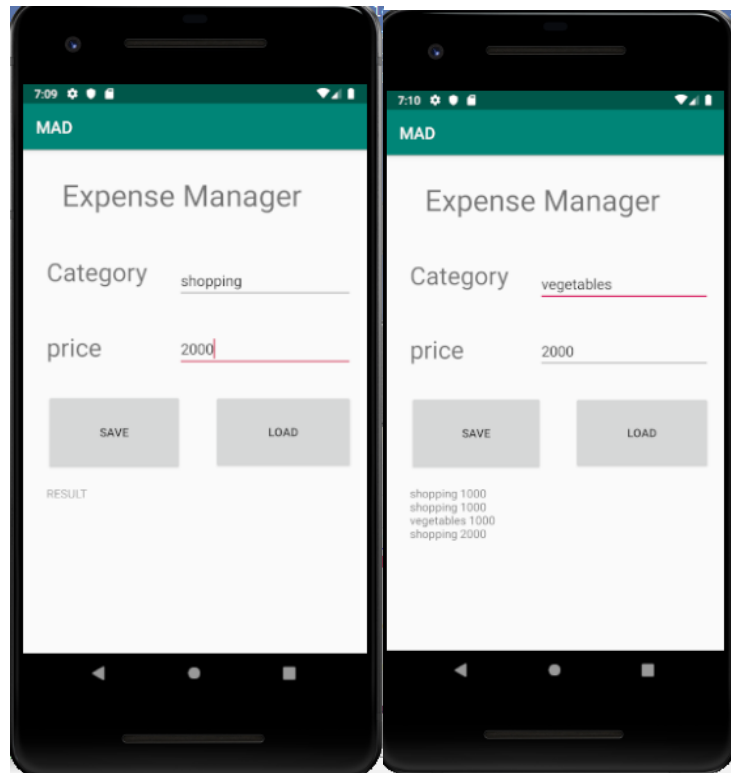 7:09
MAD
Expense Manager
Category
shopping
price
2000
SAVE
LOAD
RESULT
7:10
MAD
Expense Manager
Category
vegetables
price
2000
SAVE
LOAD
shopping 1000
shopping 1000
vegetables 1000
shopping 2000